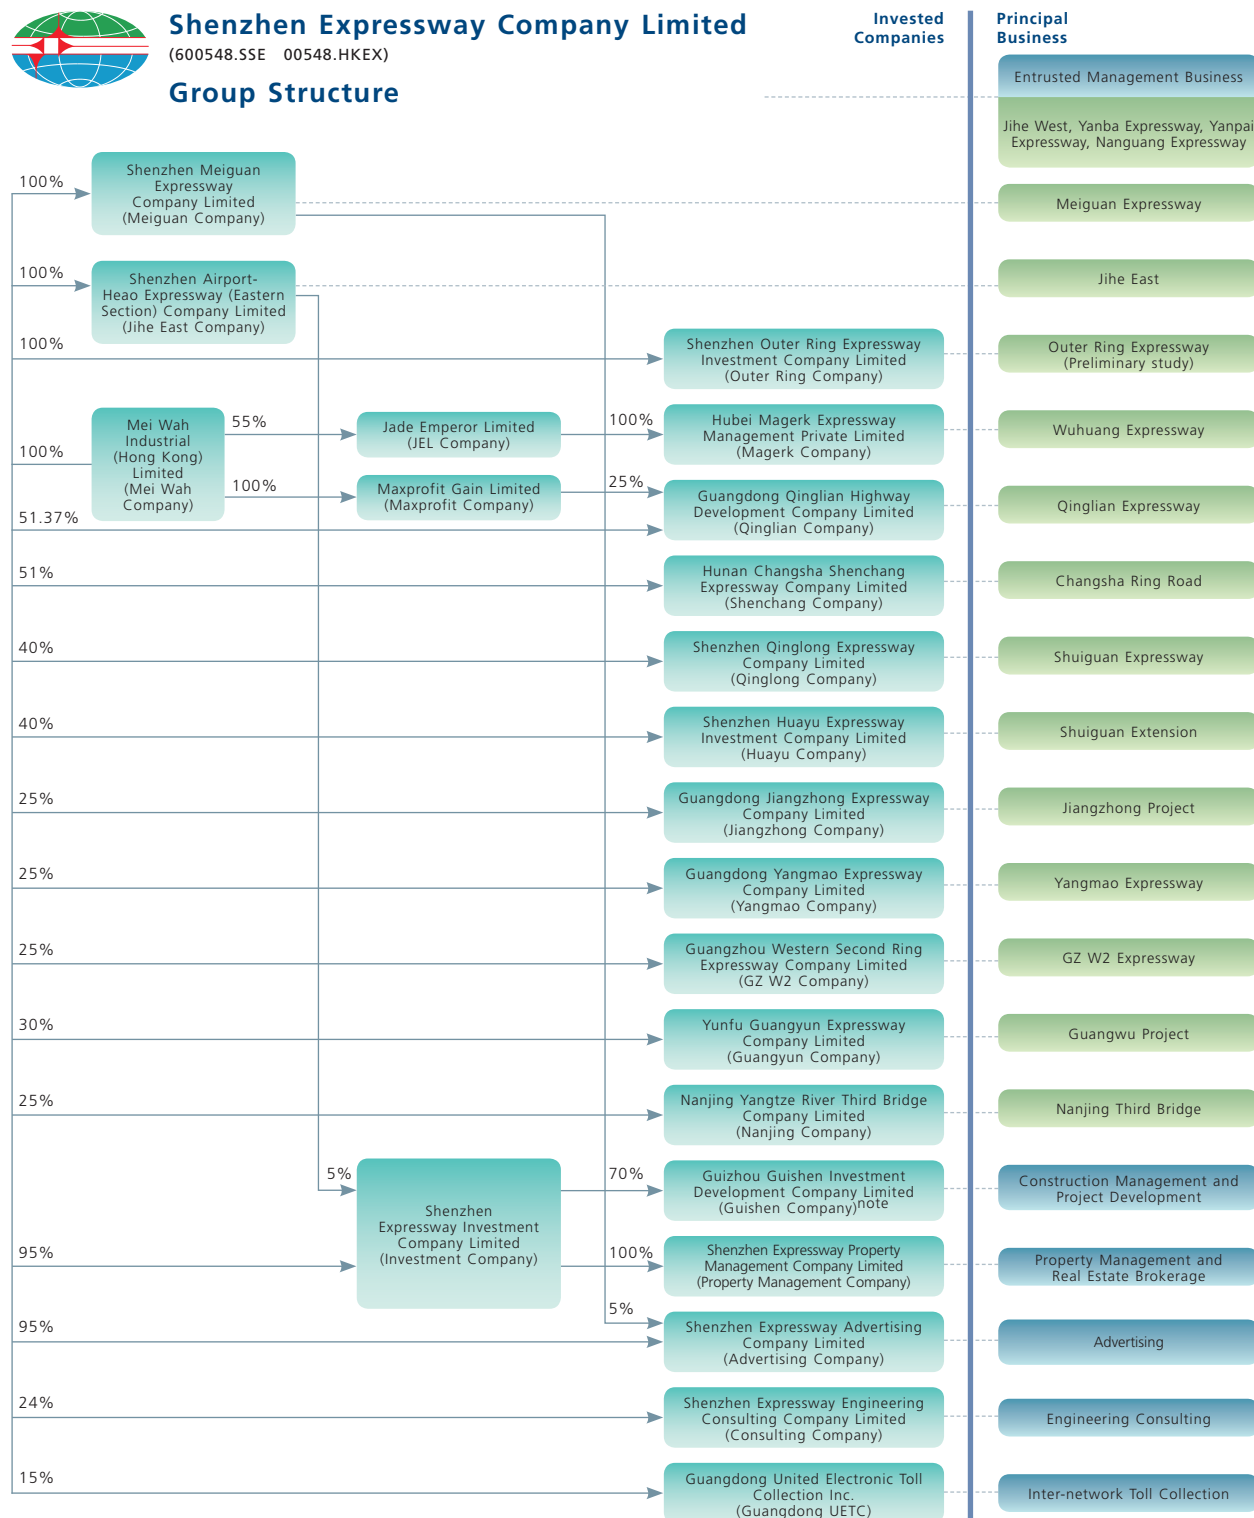 Shenzhen Expressway Company Limited
(600548.SSE 00548.HKEX)
Group Structure
Invested
Companies
Principal
Business
Entrusted Management Business
Jihe West, Yanba Expressway, Yanpai
Expressway, Nanguang Expressway
100%
Shenzhen Meiguan
Expressway
Company Limited
(Meiguan Company)
Meiguan Expressway
100%
Shenzhen Airport-
Heao Expressway (Eastern
Section) Company Limited
(Jihe East Company)
Jihe East
100%
Shenzhen Outer Ring Expressway
Investment Company Limited
(Outer Ring Company)
Outer Ring Expressway
(Preliminary study)
100%
Mei Wah
Industrial
(Hong Kong)
Limited
(Mei Wah
Company)
55%
Jade Emperor Limited
(JEL Company)
100%
Hubei Magerk Expressway
Management Private Limited
(Magerk Company)
Wuhuang Expressway
100%
Maxprofit Gain Limited
(Maxprofit Company)
25%
Guangdong Qinglian Highway
Development Company Limited
(Qinglian Company)
Qinglian Expressway
51.37%
51%
Hunan Changsha Shenchang
Expressway Company Limited
(Shenchang Company)
Changsha Ring Road
40%
Shenzhen Qinglong Expressway
Company Limited
(Qinglong Company)
Shuiguan Expressway
40%
Shenzhen Huayu Expressway
Investment Company Limited
(Huayu Company)
Shuiguan Extension
25%
Guangdong Jiangzhong Expressway
Company Limited
(Jiangzhong Company)
Jiangzhong Project
25%
Guangdong Yangmao Expressway
Company Limited
(Yangmao Company)
Yangmao Expressway
25%
Guangzhou Western Second Ring
Expressway Company Limited
(GZ W2 Company)
GZ W2 Expressway
30%
Yunfu Guangyun Expressway
Company Limited
(Guangyun Company)
Guangwu Project
25%
Nanjing Yangtze River Third Bridge
Company Limited
(Nanjing Company)
Nanjing Third Bridge
5%
Shenzhen
Expressway Investment
Company Limited
(Investment Company)
70%
Guizhou Guishen Investment
Development Company Limited
(Guishen Company)note
Construction Management and
Project Development
95%
100%
Shenzhen Expressway Property
Management Company Limited
(Property Management Company)
Property Management and
Real Estate Brokerage
5%
95%
Shenzhen Expressway Advertising
Company Limited
(Advertising Company)
Advertising
24%
Shenzhen Expressway Engineering
Consulting Company Limited
(Consulting Company)
Engineering Consulting
15%
Guangdong United Electronic Toll
Collection Inc.
(Guangdong UETC)
Inter-network Toll Collection